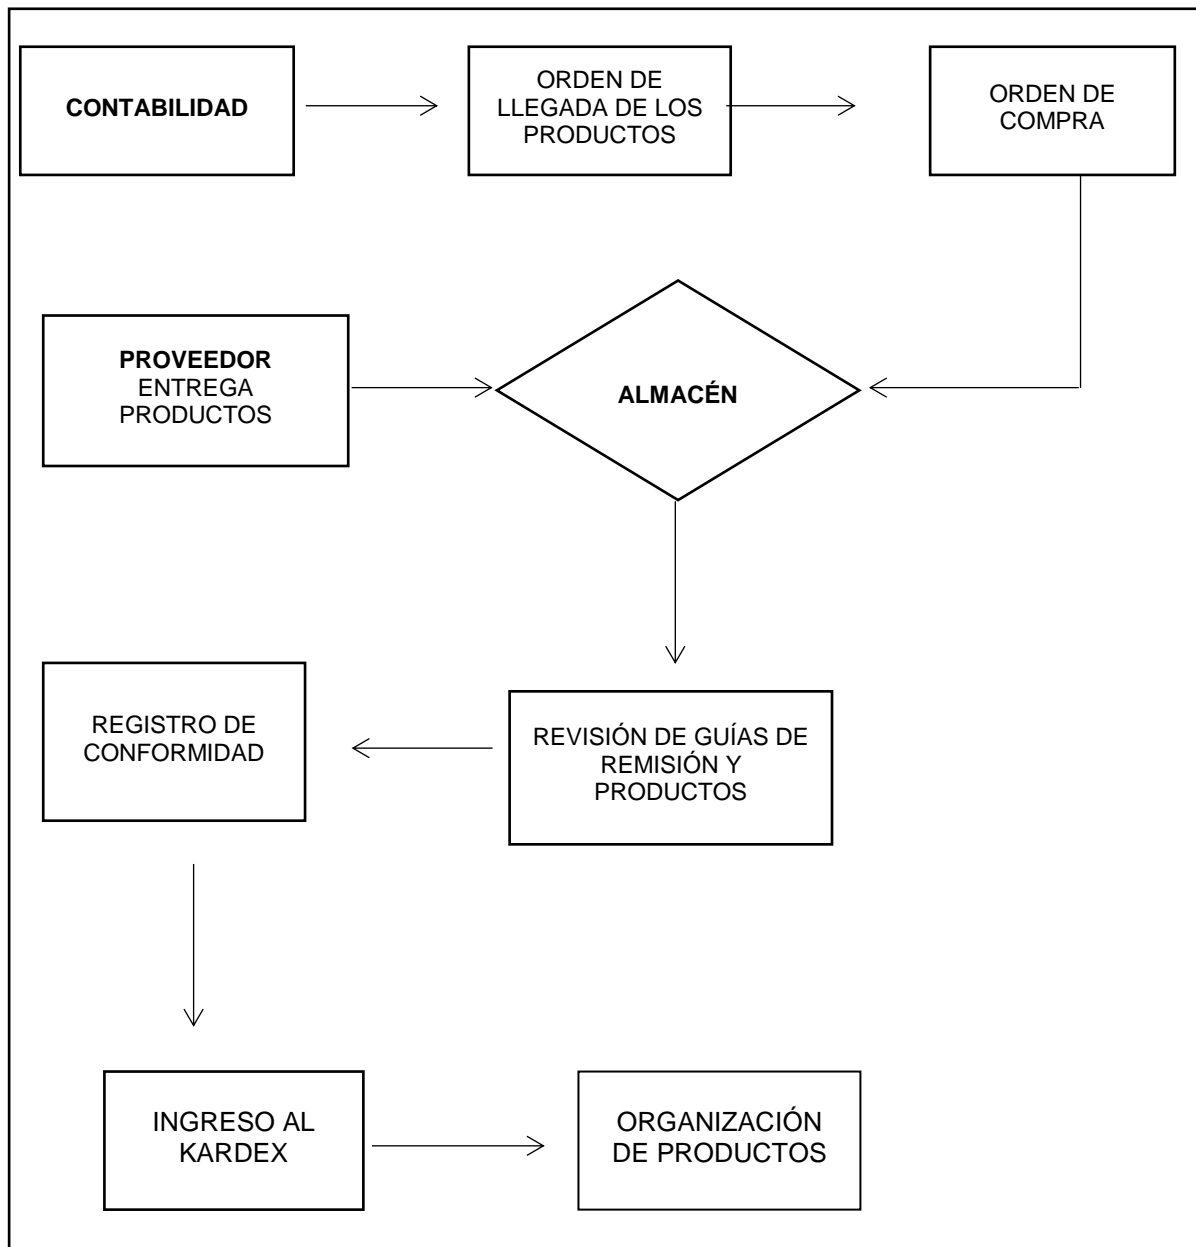 CONTABILIDAD
ORDEN DE
LLEGADA DE LOS
PRODUCTOS
ORDEN DE
COMPRA
PROVEEDOR
ENTREGA
PRODUCTOS
ALMACÉN
REGISTRO DE
CONFORMIDAD
REVISIÓN DE GUÍAS DE
REMISIÓN Y
PRODUCTOS
INGRESO AL
KARDEX
ORGANIZACIÓN
DE PRODUCTOS